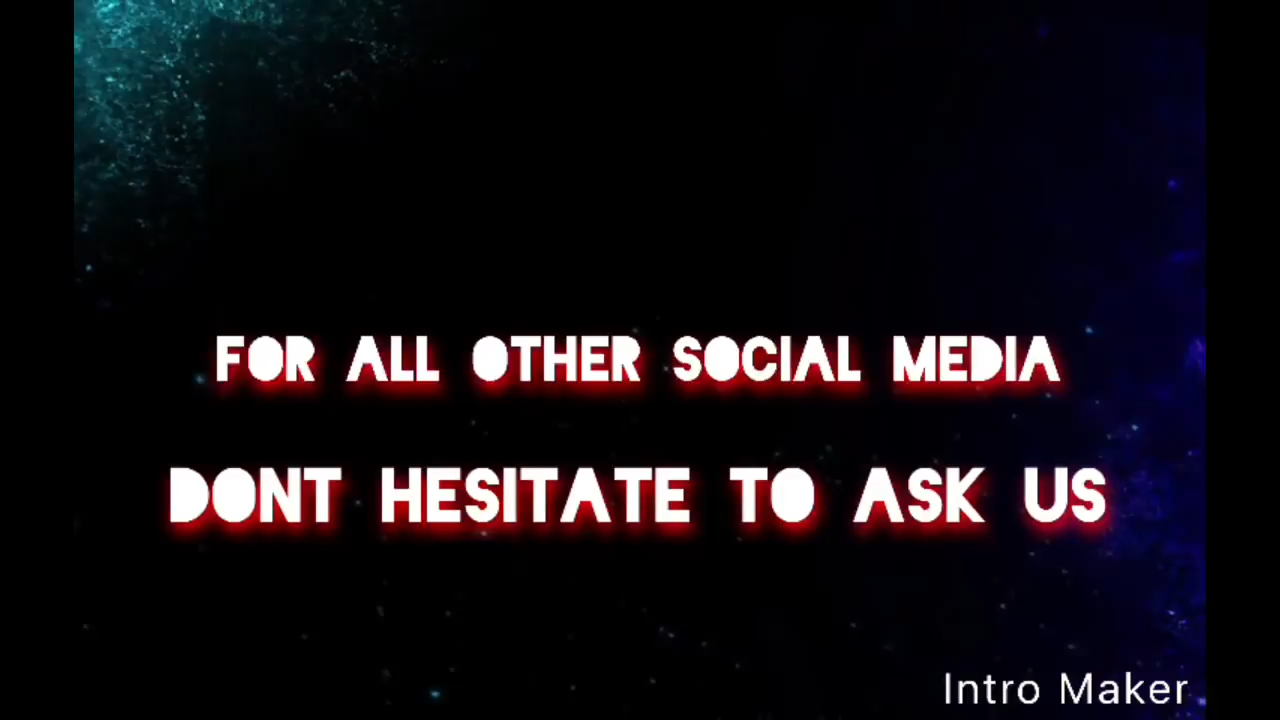 FOR ALL OTHER SOCIAL MEDIA
DONT HESITATE TO ASK US
Intro Maker